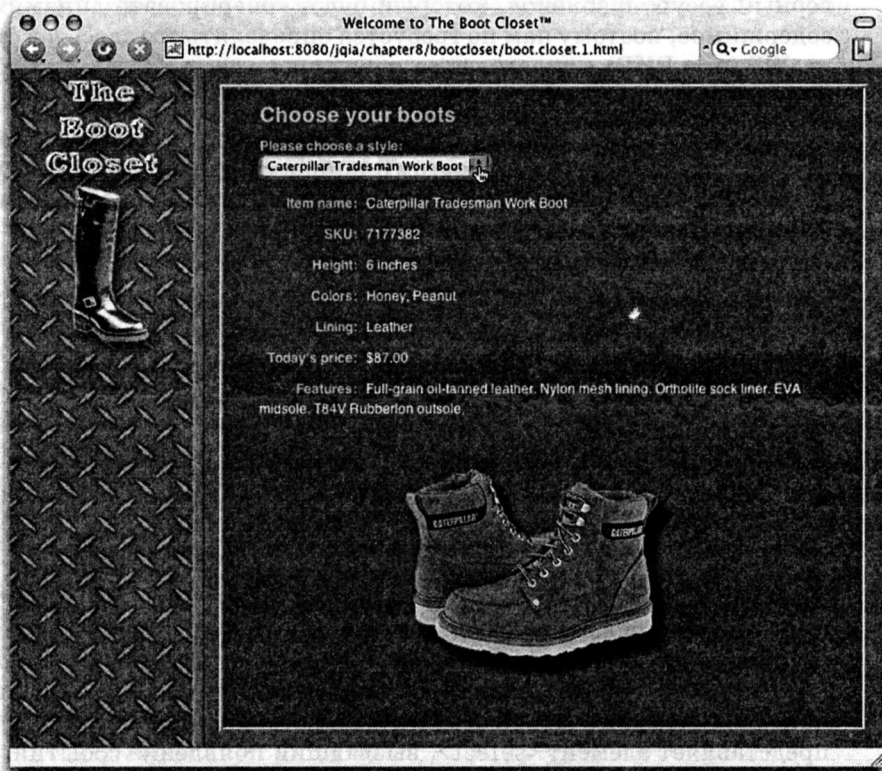 Welcome to The Boot Closet™
http://localhost:8080/jqia/chapter8/bootcloset/boot.closet.1.html
Google
The
Boot
Closet
Choose your boots
Please choose a style:
Caterpillar Tradesman Work Boot
Item name: Caterpillar Tradesman Work Boot
SKU: 7177382
Height: 6 inches
Colors: Honey, Peanut
Lining: Leather
Today's price: $87.00
Features: Full-grain oil-tanned leather. Nylon mesh lining. Ortholite sock liner. EVA
midsole. T84V Rubberlon outsole.
CATERPILLAR
CATERPILLAR